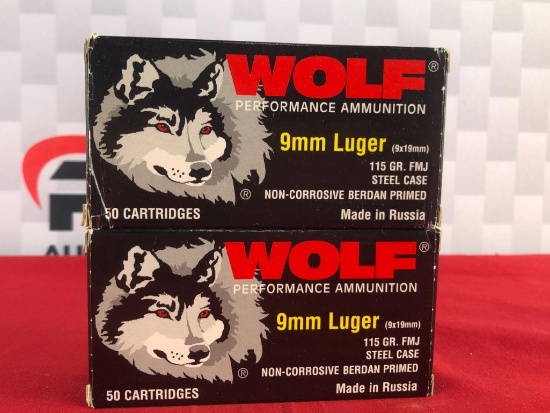 WOLF®
PERFORMANCE AMMUNITION
9mm Luger (9x19mm)
115 GR. FMJ
STEEL CASE
® NON-CORROSIVE BERDAN PRIMED
50 CARTRIDGES Made in Russia
WOLF®
PERFORMANCE AMMUNITION
9mm Luger (9x19mm)
115 GR. FMJ
STEEL CASE
® NON-CORROSIVE BERDAN PRIMED
50 CARTRIDGES Made in Russia